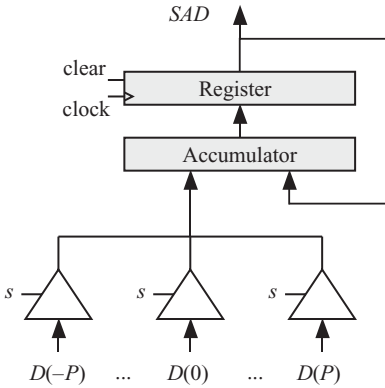 SAD
clear
Register
clock
Accumulator
s s s
D(–P) ... D(0) ... D(P)